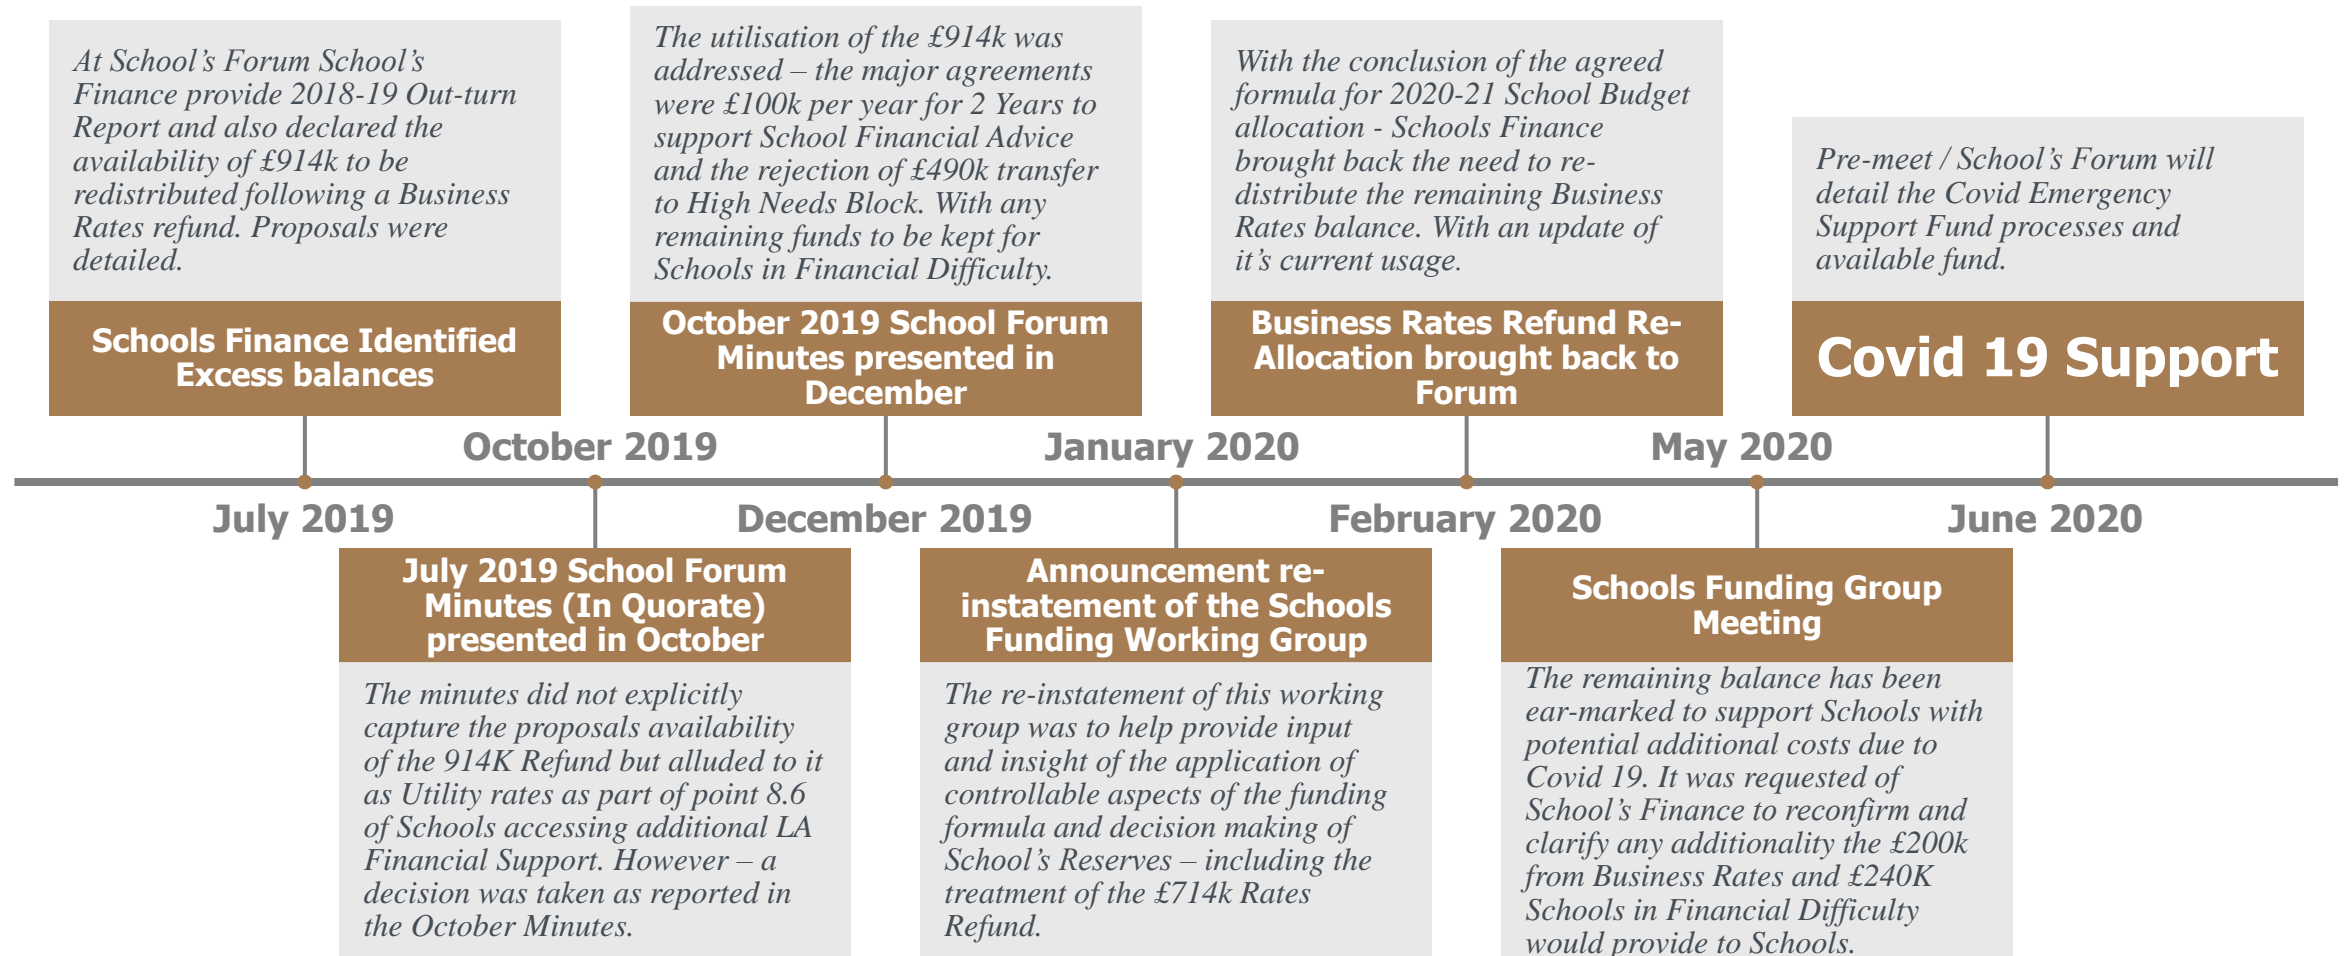 At School’s Forum School’s
Finance provide 2018-19 Out-turn
Report and also declared the
availability of £914k to be
redistributed following a Business
Rates refund. Proposals were
detailed.
Schools Finance Identified
Excess balances
July 2019
October 2019
July 2019 School Forum
Minutes (In Quorate)
presented in October
The minutes did not explicitly
capture the proposals availability
of the 914K Refund but alluded to it
as Utility rates as part of point 8.6
of Schools accessing additional LA
Financial Support. However – a
decision was taken as reported in
the October Minutes.
The utilisation of the £914k was
addressed – the major agreements
were £100k per year for 2 Years to
support School Financial Advice
and the rejection of £490k transfer
to High Needs Block. With any
remaining funds to be kept for
Schools in Financial Difficulty.
October 2019 School Forum
Minutes presented in
December
December 2019
January 2020
Announcement re-
instatement of the Schools
Funding Working Group
The re-instatement of this working
group was to help provide input
and insight of the application of
controllable aspects of the funding
formula and decision making of
School’s Reserves – including the
treatment of the £714k Rates
Refund.
With the conclusion of the agreed
formula for 2020-21 School Budget
allocation - Schools Finance
brought back the need to re-
distribute the remaining Business
Rates balance. With an update of
it’s current usage.
Business Rates Refund Re-
Allocation brought back to
Forum
February 2020
May 2020
Schools Funding Group
Meeting
The remaining balance has been
ear-marked to support Schools with
potential additional costs due to
Covid 19. It was requested of
School’s Finance to reconfirm and
clarify any additionality the £200k
from Business Rates and £240K
Schools in Financial Difficulty
would provide to Schools.
Pre-meet / School’s Forum will
detail the Covid Emergency
Support Fund processes and
available fund.
Covid 19 Support
June 2020